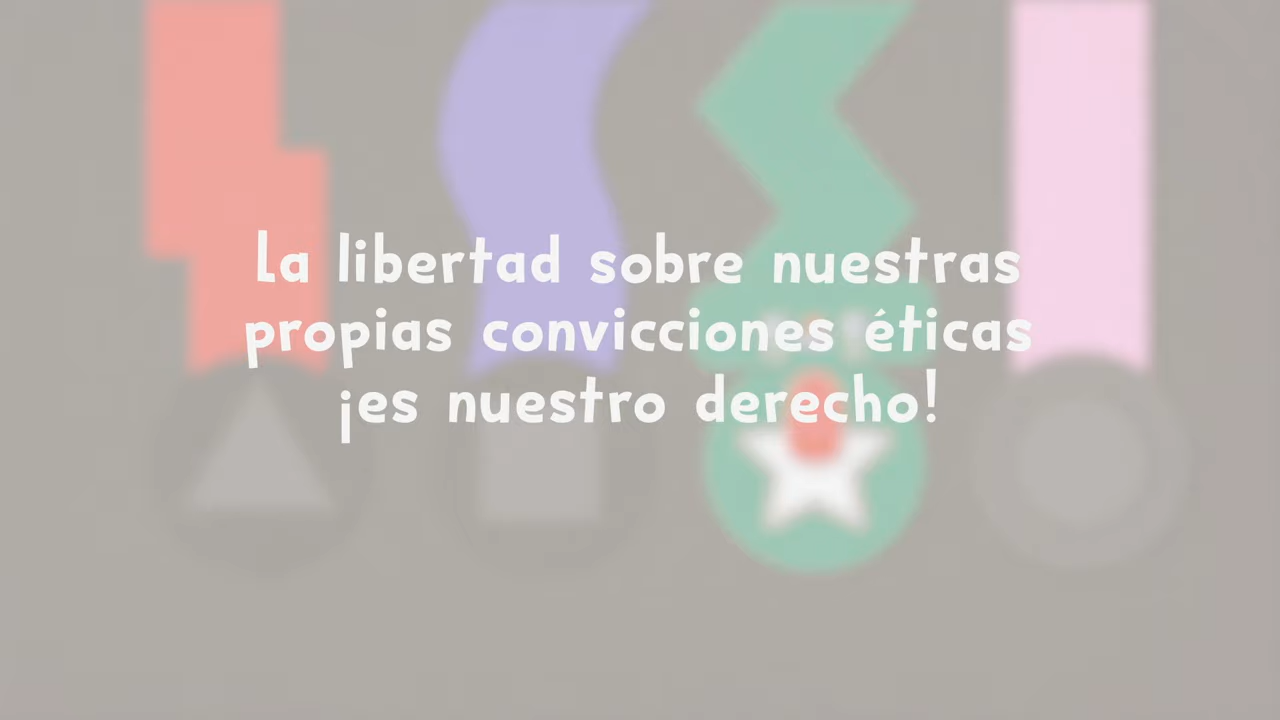 La libertad sobre nuestras
propias convicciones éticas
¡es nuestro derecho!